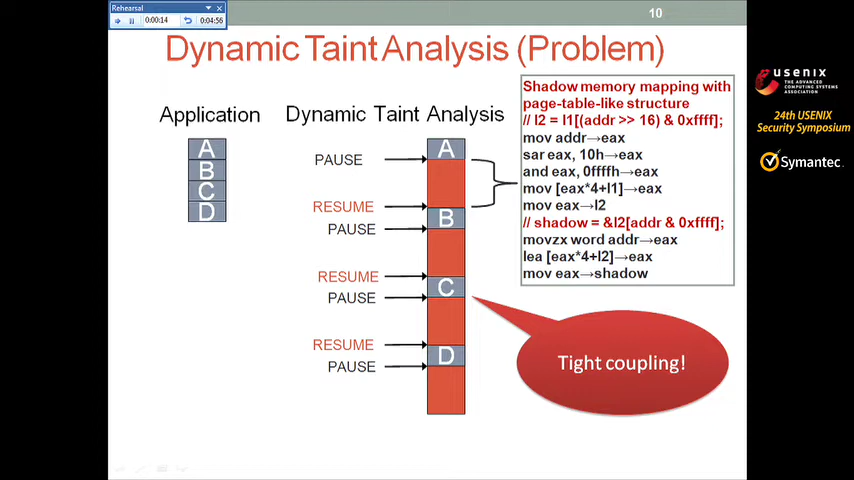 Rehearsal
0:00:14
0:04:56
10
Dynamic Taint Analysis (Problem)
Application
Dynamic Taint Analysis
A
B
C
D
PAUSE
RESUME
PAUSE
RESUME
PAUSE
RESUME
PAUSE
A
B
C
D
Shadow memory mapping with
page-table-like structure
// l2 = l1[(addr >> 16) & 0xffff];
mov addr→eax
sar eax, 10h→eax
and eax, 0ffffh→eax
mov [eax*4+l1]→eax
mov eax→l2
// shadow = &l2[addr & 0xffff];
movzx word addr→eax
lea [eax*4+l2]→eax
mov eax→shadow
Tight coupling!
usenix
THE ADVANCED
COMPUTING SYSTEMS
ASSOCIATION
24th USENIX
Security Symposium
Symantec.